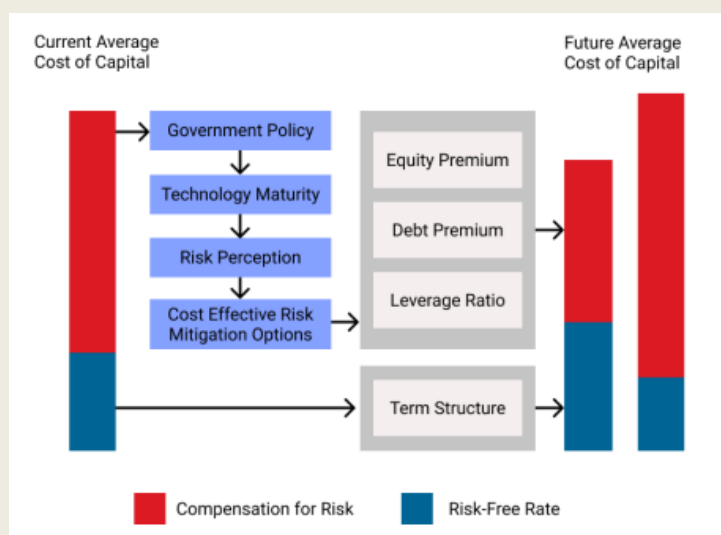 Current Average
Cost of Capital
Future Average
Cost of Capital
Government Policy
Technology Maturity
Risk Perception
Cost Effective Risk
Mitigation Options
Equity Premium
Debt Premium
Leverage Ratio
Term Structure
Compensation for Risk
Risk-Free Rate